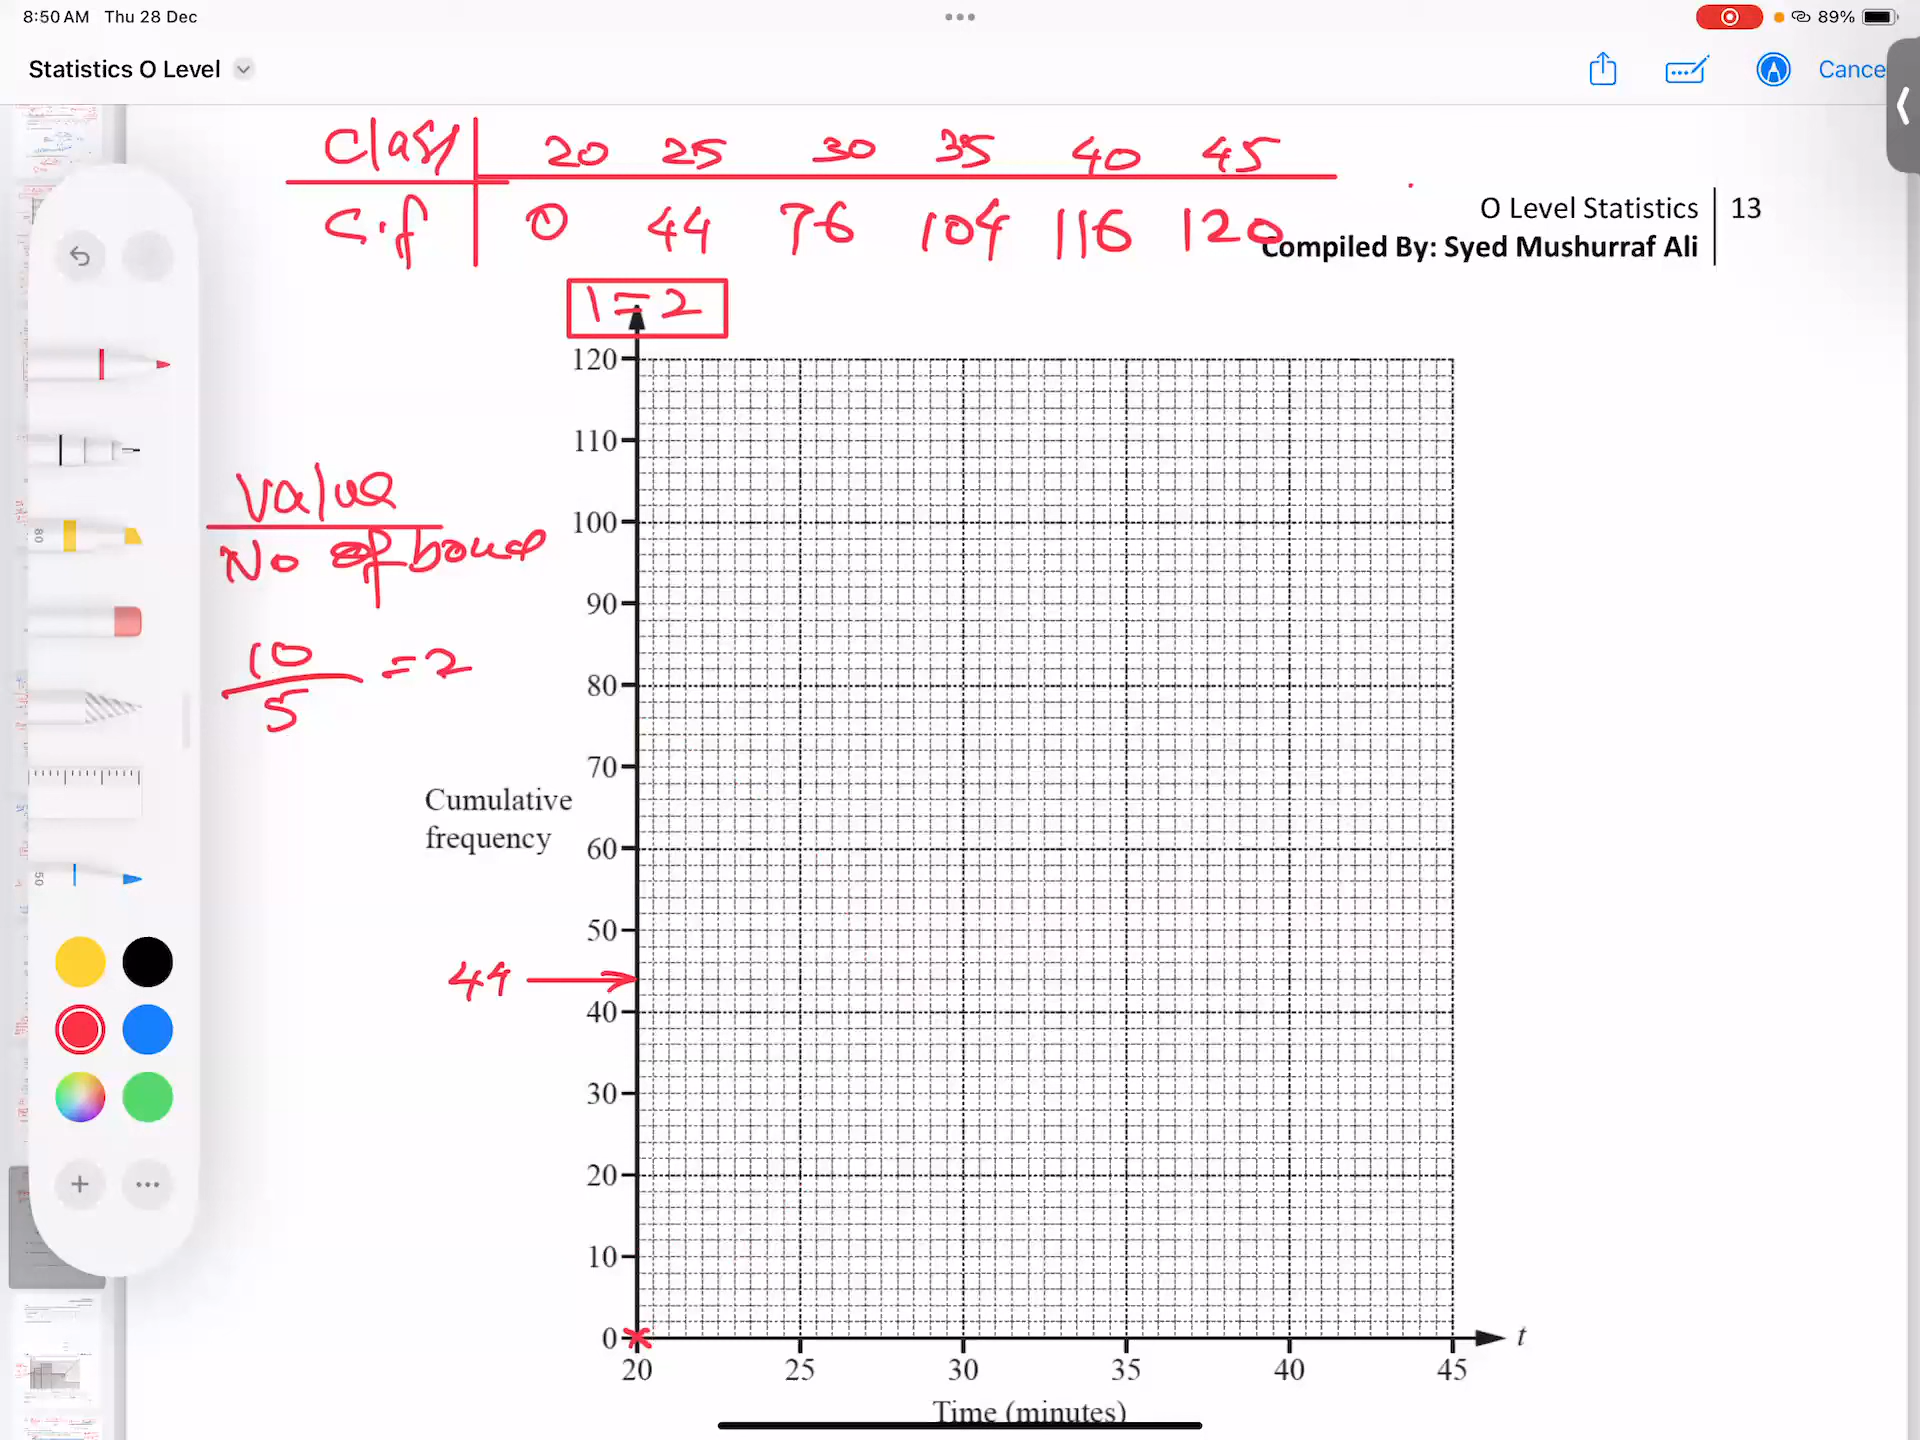 8:50 AM Thu 28 Dec
89%
Statistics O Level
Cance
Class 20 25 30 35 40 45
C.f 0 44 76 104 116 120
O Level Statistics 13
Compiled By: Syed Mushurraf Ali
1 = 2
120
110
Value
100
No of boxes
90
10
80
5
= 2
70
Cumulative
frequency
60
50
44
40
30
20
10
0
t
20 25 30 35 40 45
Time (minutes)
80
50